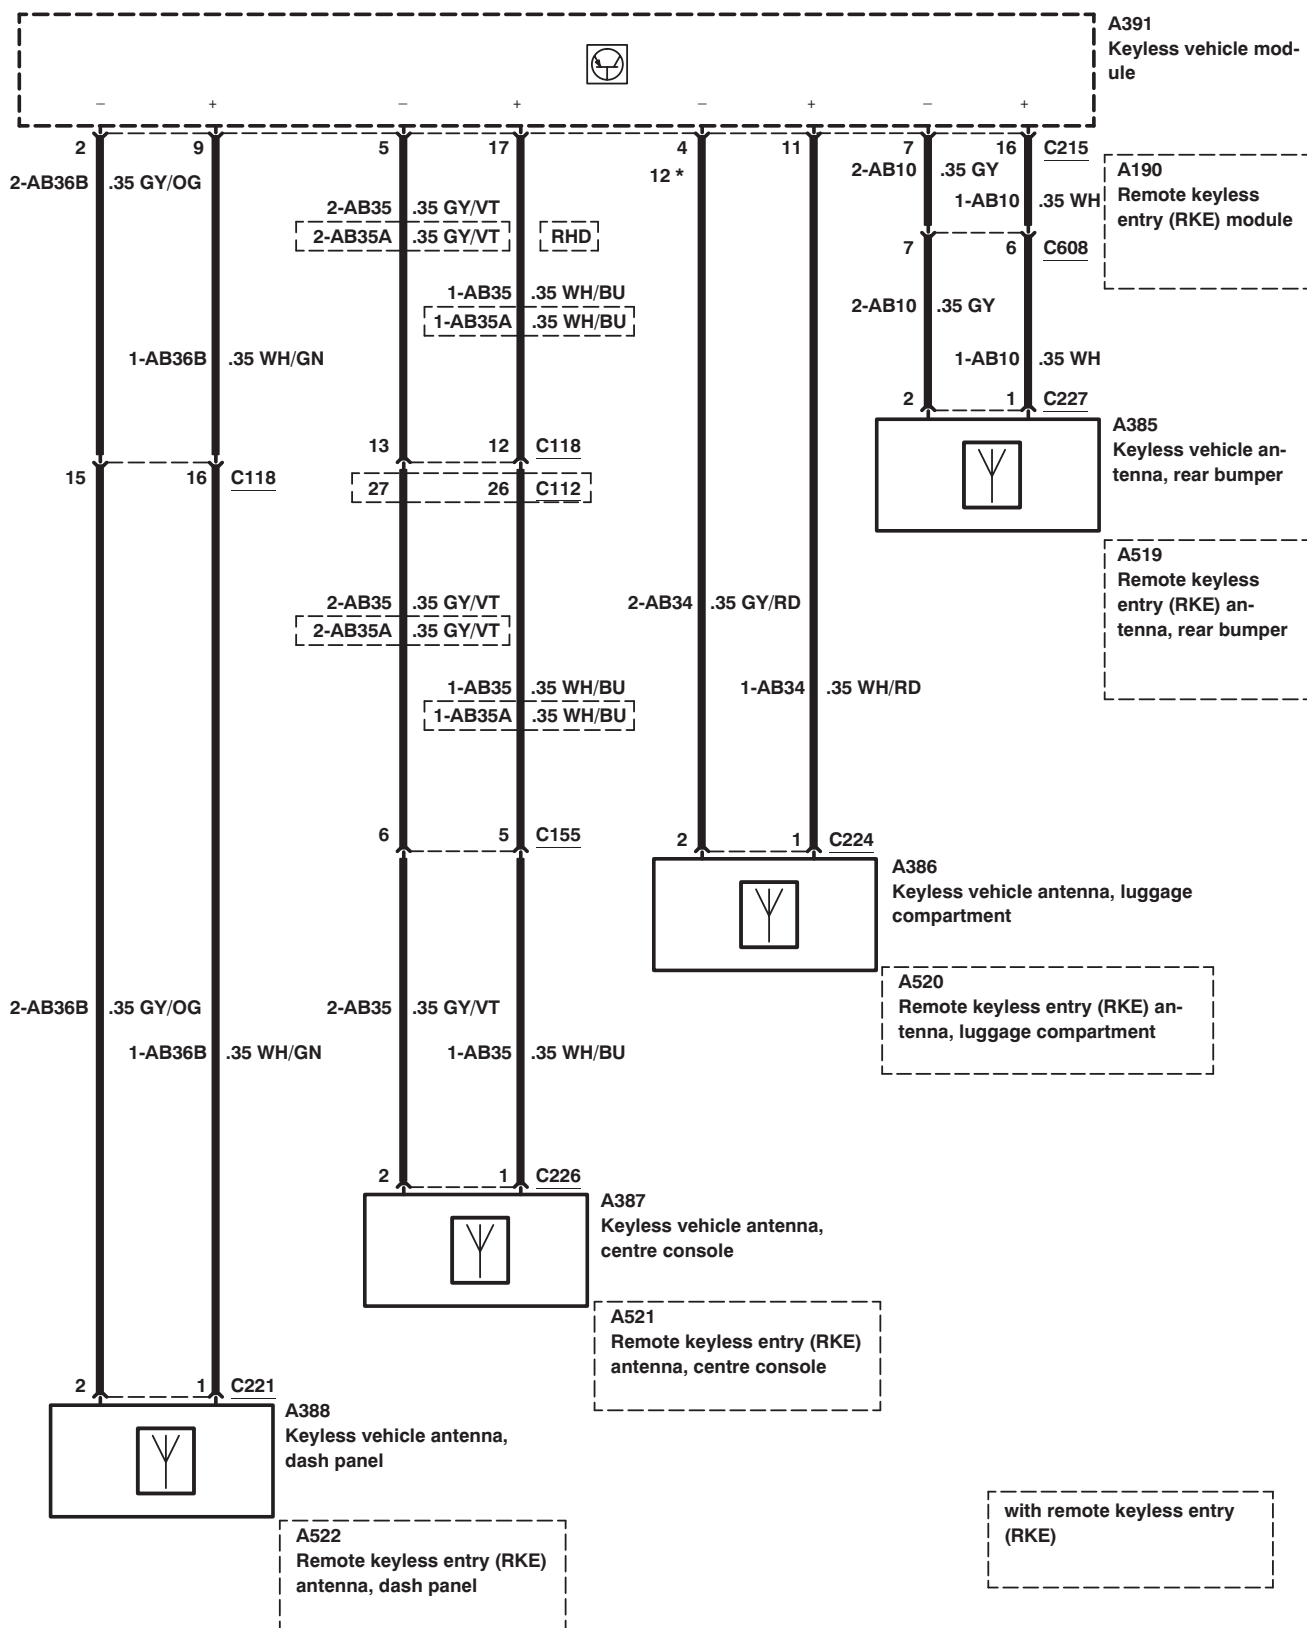 A391
Keyless vehicle mod-
ule
– + – + – + – +
2 9 5 17 4 11 7 16 C215
12 *
2-AB36B .35 GY/OG
2-AB10 .35 GY
1-AB10 .35 WH
A190
Remote keyless
entry (RKE) module
2-AB35 .35 GY/VT
2-AB35A .35 GY/VT RHD
7 6 C608
1-AB35 .35 WH/BU
1-AB35A .35 WH/BU
2-AB10 .35 GY
1-AB36B .35 WH/GN
1-AB10 .35 WH
2 1 C227
A385
Keyless vehicle an-
tenna, rear bumper
13 12 C118
15 16 C118
27 26 C112
A519
Remote keyless
entry (RKE) an-
tenna, rear bumper
2-AB35 .35 GY/VT
2-AB35A .35 GY/VT
2-AB34 .35 GY/RD
1-AB35 .35 WH/BU
1-AB35A .35 WH/BU
1-AB34 .35 WH/RD
6 5 C155
2 1 C224
A386
Keyless vehicle antenna, luggage
compartment
A520
Remote keyless entry (RKE) an-
tenna, luggage compartment
2-AB36B .35 GY/OG
2-AB35 .35 GY/VT
1-AB36B .35 WH/GN
1-AB35 .35 WH/BU
2 1 C226
A387
Keyless vehicle antenna,
centre console
A521
Remote keyless entry (RKE)
antenna, centre console
2 1 C221
A388
Keyless vehicle antenna,
dash panel
with remote keyless entry
(RKE)
A522
Remote keyless entry (RKE)
antenna, dash panel